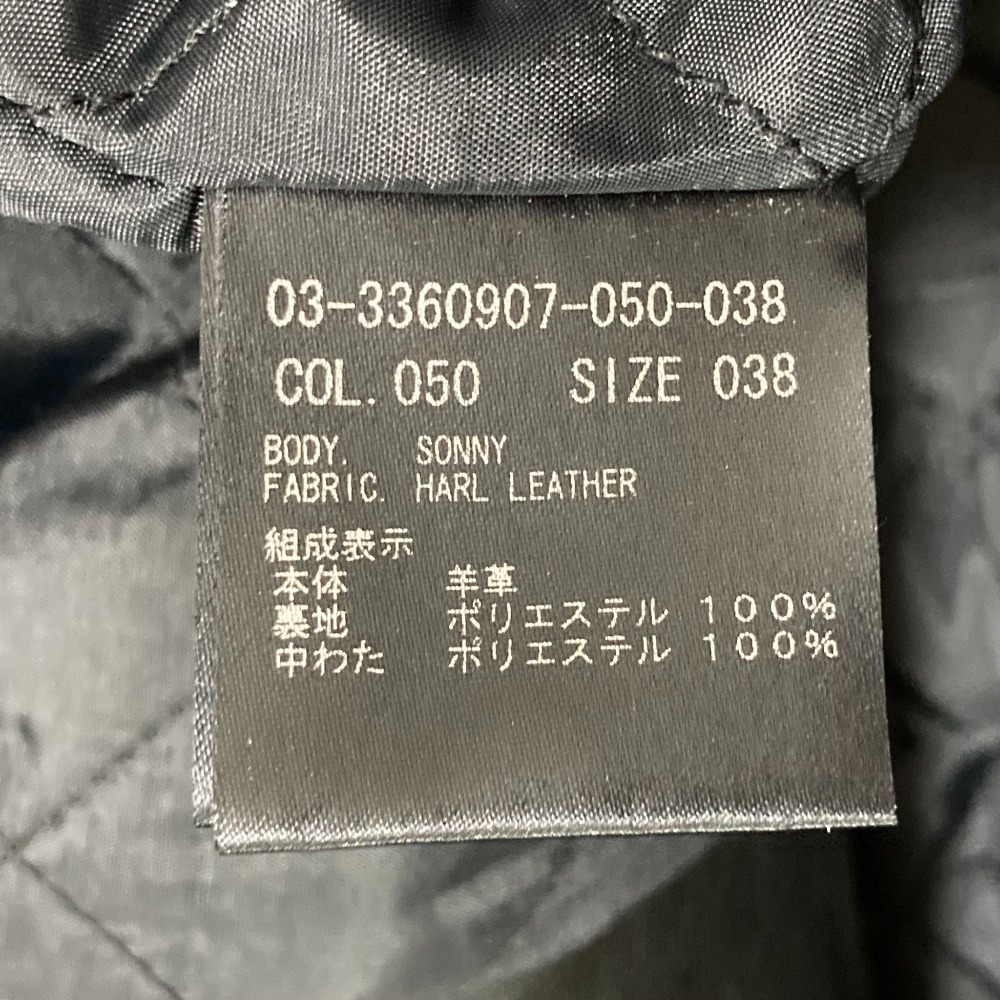 03-3360907-050-038
COL. 050 SIZE 038
BODY. SONNY
FABRIC. HARL LEATHER
組成表示
本体 羊革
裏地 ポリエステル １００％
中わた ポリエステル １００％